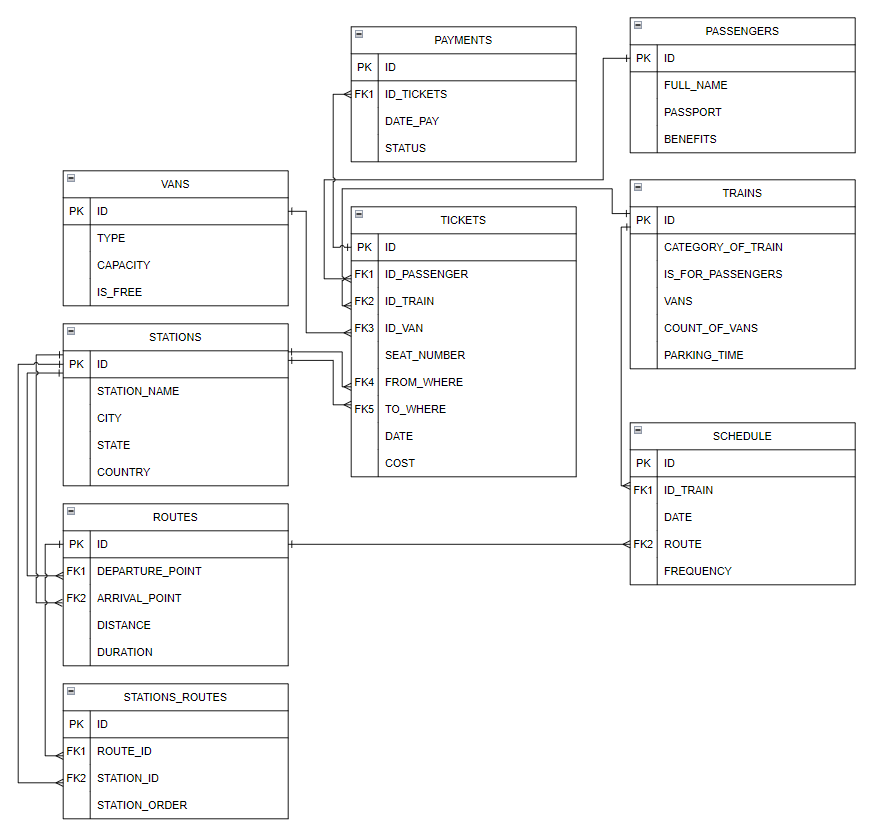 PAYMENTS
PK ID
FK1 ID_TICKETS
DATE_PAY
STATUS
PASSENGERS
PK ID
FULL_NAME
PASSPORT
BENEFITS
VANS
PK ID
TYPE
CAPACITY
IS_FREE
TICKETS
PK ID
FK1 ID_PASSENGER
FK2 ID_TRAIN
FK3 ID_VAN
SEAT_NUMBER
FK4 FROM_WHERE
FK5 TO_WHERE
DATE
COST
TRAINS
PK ID
CATEGORY_OF_TRAIN
IS_FOR_PASSENGERS
VANS
COUNT_OF_VANS
PARKING_TIME
STATIONS
PK ID
STATION_NAME
CITY
STATE
COUNTRY
SCHEDULE
PK ID
FK1 ID_TRAIN
DATE
FK2 ROUTE
FREQUENCY
ROUTES
PK ID
FK1 DEPARTURE_POINT
FK2 ARRIVAL_POINT
DISTANCE
DURATION
STATIONS_ROUTES
PK ID
FK1 ROUTE_ID
FK2 STATION_ID
STATION_ORDER